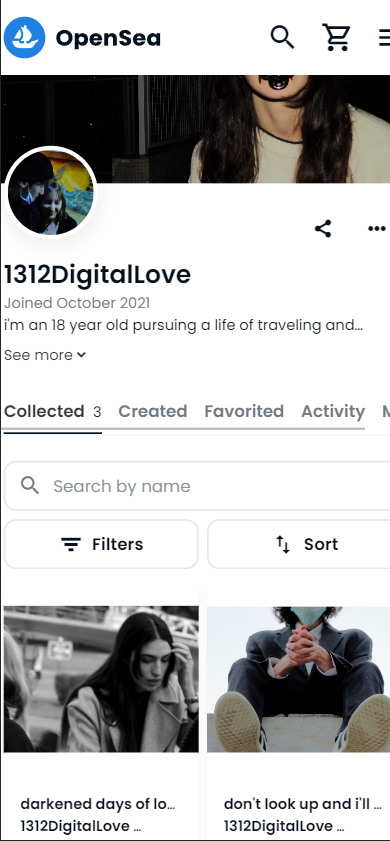 OpenSea
1312DigitalLove
Joined October 2021
i'm an 18 year old pursuing a life of traveling and...
See more
Collected 3 Created Favorited Activity M
Search by name
Filters Sort
darkened days of lo... don't look up and i'll ...
1312DigitalLove ... 1312DigitalLove ...